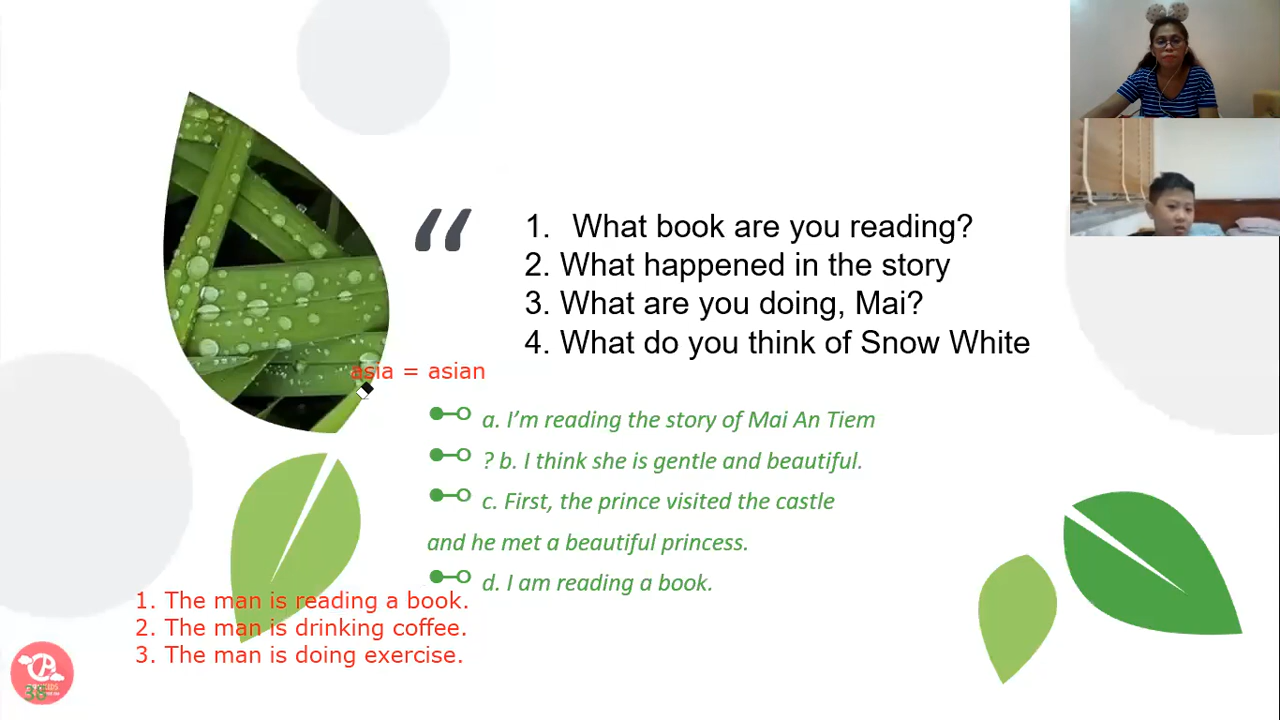 “
1. What book are you reading?
2. What happened in the story
3. What are you doing, Mai?
4. What do you think of Snow White
asia = asian
a. I’m reading the story of Mai An Tiem
? b. I think she is gentle and beautiful.
c. First, the prince visited the castle
and he met a beautiful princess.
d. I am reading a book.
1. The man is reading a book.
2. The man is drinking coffee.
3. The man is doing exercise.
38